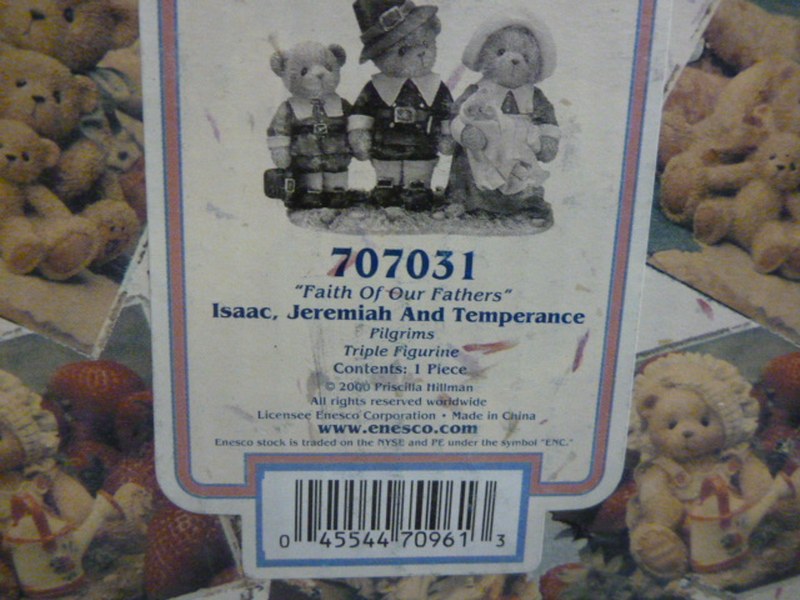 707031
"Faith Of Our Fathers"
Isaac, Jeremiah And Temperance
Pilgrims
Triple Figurine
Contents: 1 Piece
© 2000 Priscilla Hillman
All rights reserved worldwide
Licensee Enesco Corporation • Made in China
www.enesco.com
Enesco stock is traded on the NYSE and PE under the symbol "ENC."
0 45544 70961 3